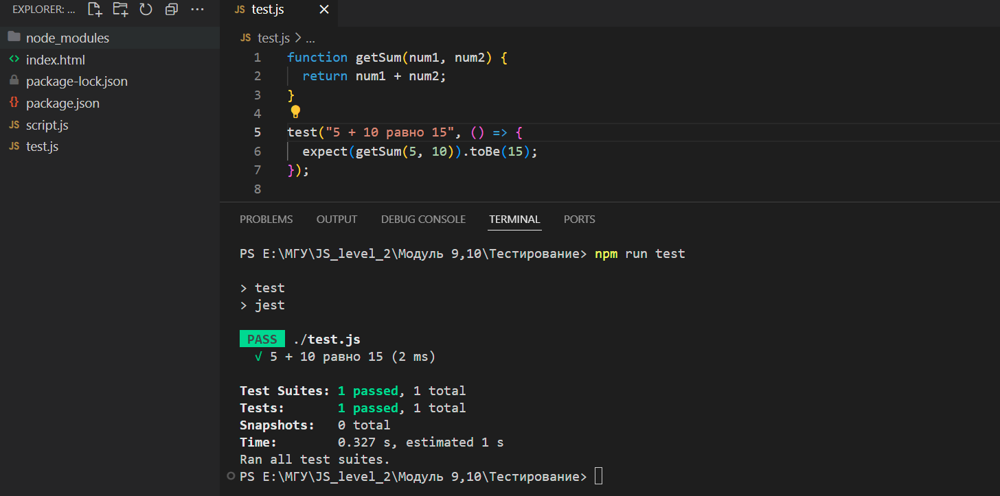 EXPLORER: ...
node_modules
index.html
package-lock.json
{} package.json
JS script.js
JS test.js
JS test.js
JS test.js > ...
1 function getSum(num1, num2) {
2 return num1 + num2;
3 }
4
5 test("5 + 10 равно 15", () => {
6 expect(getSum(5, 10)).toBe(15);
7 });
8
PROBLEMS OUTPUT DEBUG CONSOLE TERMINAL PORTS
PS E:\МГУ\JS_level_2\Модуль 9,10\Тестирование> npm run test
> test
> jest
PASS ./test.js
√ 5 + 10 равно 15 (2 ms)
Test Suites: 1 passed, 1 total
Tests: 1 passed, 1 total
Snapshots: 0 total
Time: 0.327 s, estimated 1 s
Ran all test suites.
PS E:\МГУ\JS_level_2\Модуль 9,10\Тестирование>